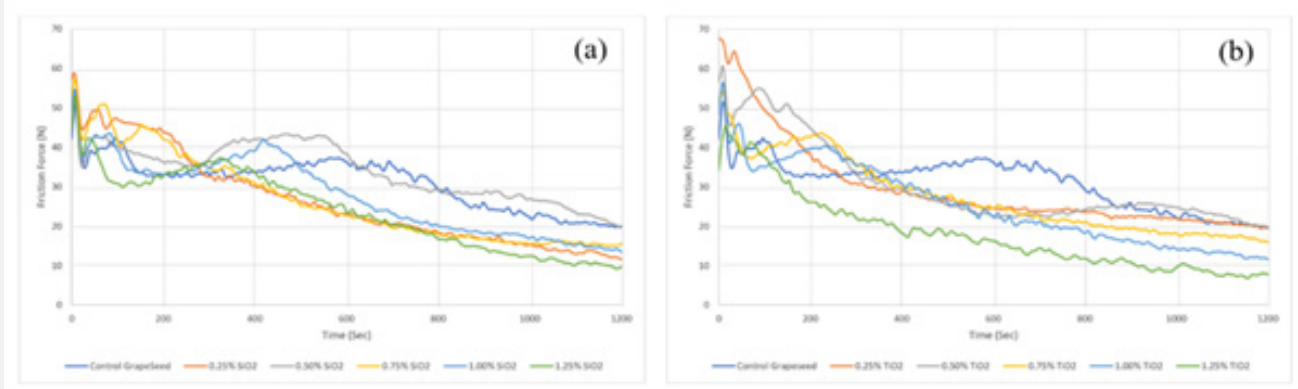 (a)
70
60
50
40
30
20
10
0
Friction Force (N)
0 200 400 600 800 1000 1200
Time (Sec)
Control GrapeSeed 0.25% SiO2 0.50% SiO2 0.75% SiO2 1.00% SiO2 1.25% SiO2
(b)
70
60
50
40
30
20
10
0
Friction Force (N)
0 200 400 600 800 1000 1200
Time (Sec)
Control Grapeseed 0.25% TiO2 0.50% TiO2 0.75% TiO2 1.00% TiO2 1.25% TiO2